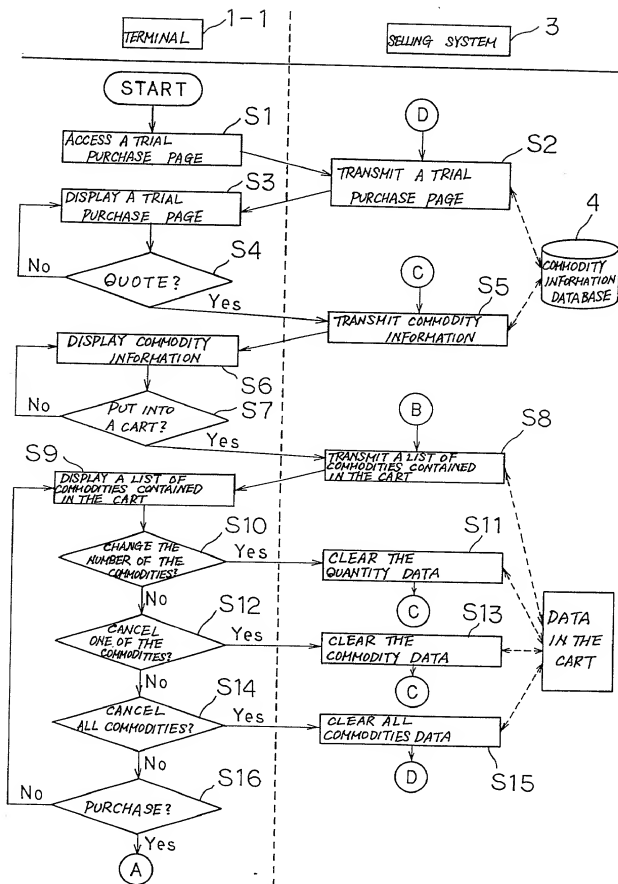 TERMINAL
1-1
SELLING SYSTEM
3
START
S1
ACCESS A TRIAL
PURCHASE PAGE
D
S2
TRANSMIT A TRIAL
PURCHASE PAGE
S3
DISPLAY A TRIAL
PURCHASE PAGE
4
COMMODITY
INFORMATION
DATABASE
S4
No
QUOTE?
Yes
C
S5
TRANSMIT COMMODITY
INFORMATION
DISPLAY COMMODITY
INFORMATION
S6
S7
No
PUT INTO
A CART?
Yes
B
S8
TRANSMIT A LIST OF
COMMODITIES CONTAINED
IN THE CART
S9
DISPLAY A LIST OF
COMMODITIES CONTAINED
IN THE CART
S10
CHANGE THE
NUMBER OF THE
COMMODITIES?
Yes
No
S11
CLEAR THE
QUANTITY DATA
C
DATA
IN THE
CART
S12
CANCEL
ONE OF THE
COMMODITIES?
Yes
No
S13
CLEAR THE
COMMODITY DATA
C
S14
CANCEL
ALL COMMODITIES?
Yes
No
CLEAR ALL
COMMODITIES DATA
S15
D
S16
No
PURCHASE?
Yes
A